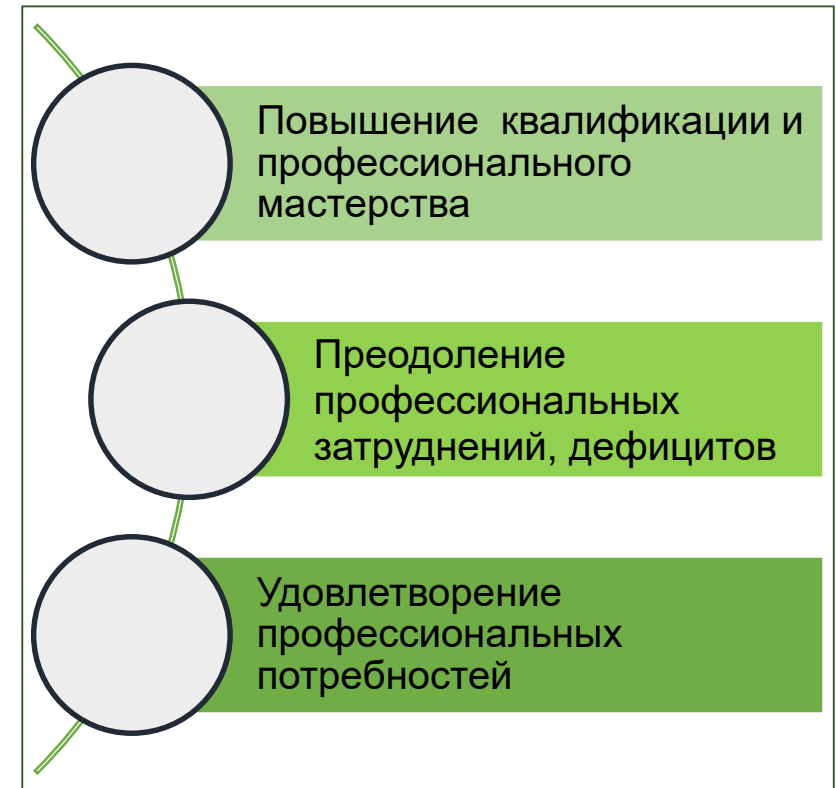 Повышение  квалификации и
профессионального
мастерства
Преодоление
профессиональных
затруднений, дефицитов
Удовлетворение
профессиональных
потребностей